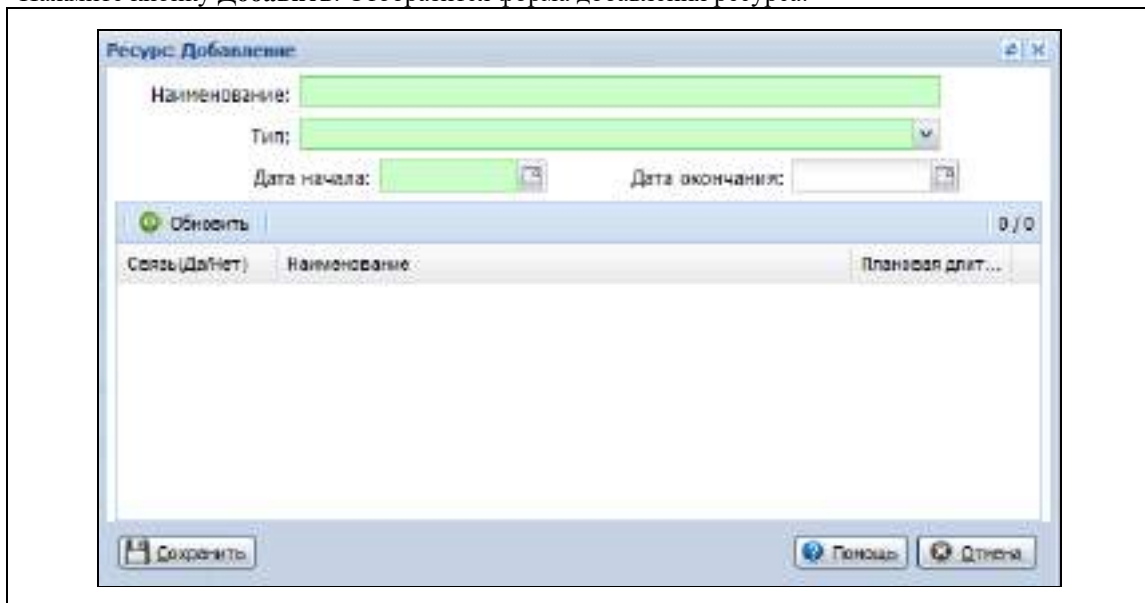 Ресурс: Добавление
Наименование:
Тип:
Дата начала: Дата окончания:
Обновить 0 / 0
Связь(Да/Нет) Наименование Плановая длит...
Сохранить Помощь Отмена